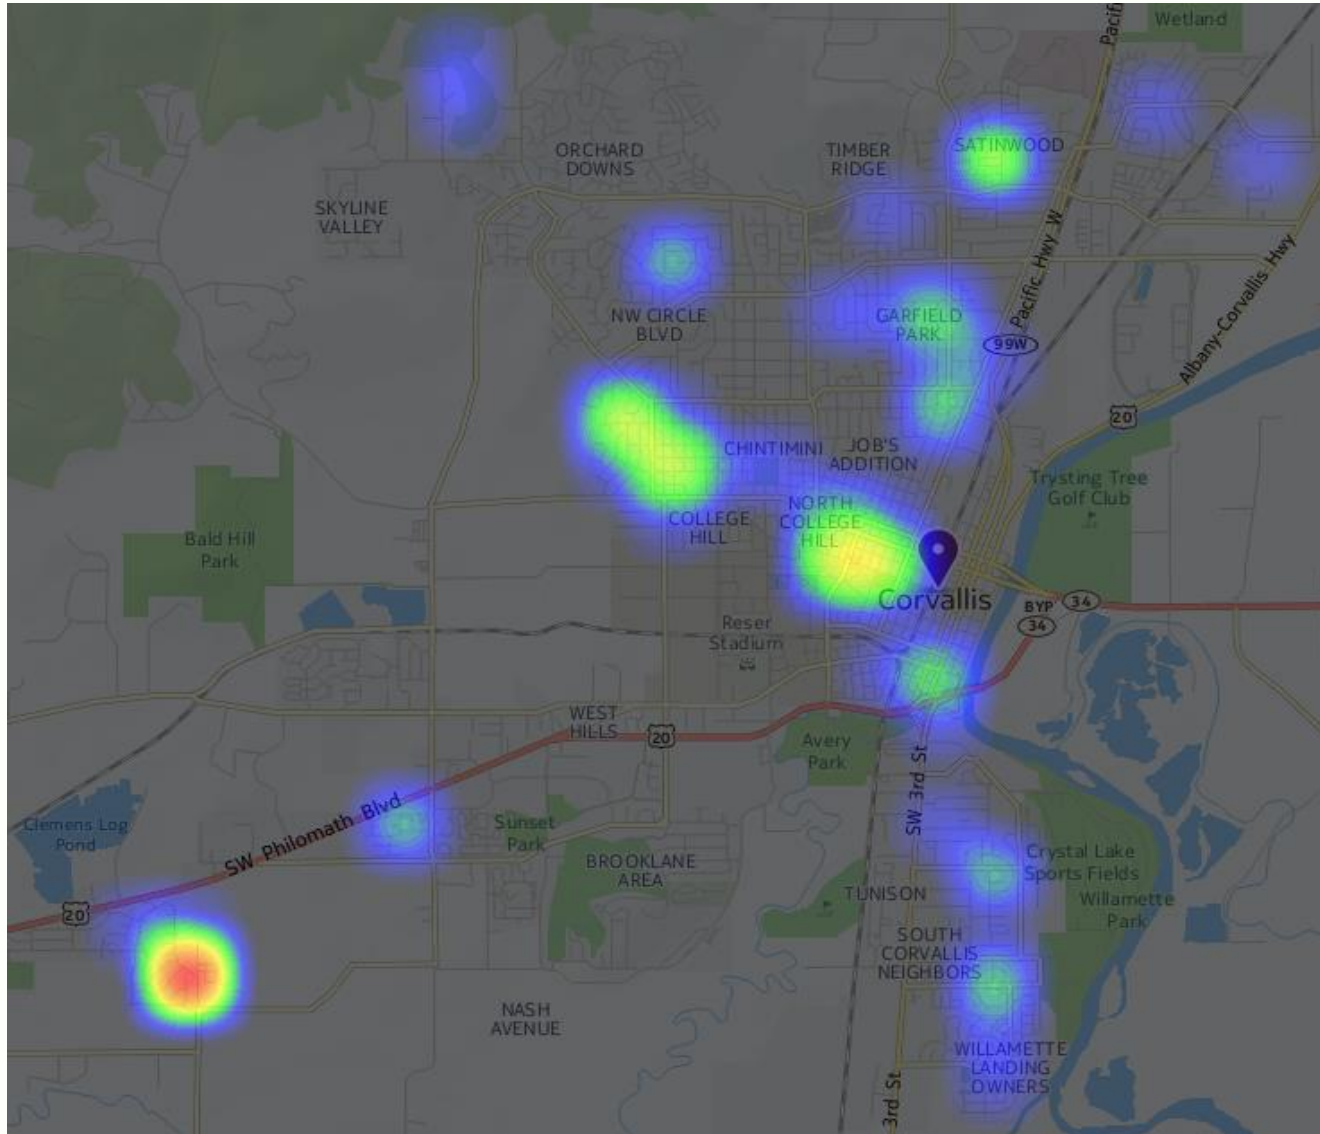 Wetland
Pacif
ORCHARD
DOWNS
TIMBER
RIDGE
SATINWOOD
SKYLINE
VALLEY
Pacific Hwy W
Albany-Corvallis Hwy
NW CIRCLE
BLVD
GARFIELD
PARK
99W
20
CHINTIMINI
JOB'S
ADDITION
Trysting Tree
Golf Club
NORTH
COLLEGE
HILL
COLLEGE
HILL
Bald Hill
Park
Corvallis
34
BYP
34
Reser
Stadium
WEST
HILLS
20
Avery
Park
SW 3rd St
SW Philomath Blvd
Clemens Log
Pond
Sunset
Park
BROOKLANE
AREA
Crystal Lake
Sports Fields
TUNISON
Willamette
Park
20
SOUTH
CORVALLIS
NEIGHBORS
NASH
AVENUE
WILLAMETTE
LANDING
OWNERS
3rd St